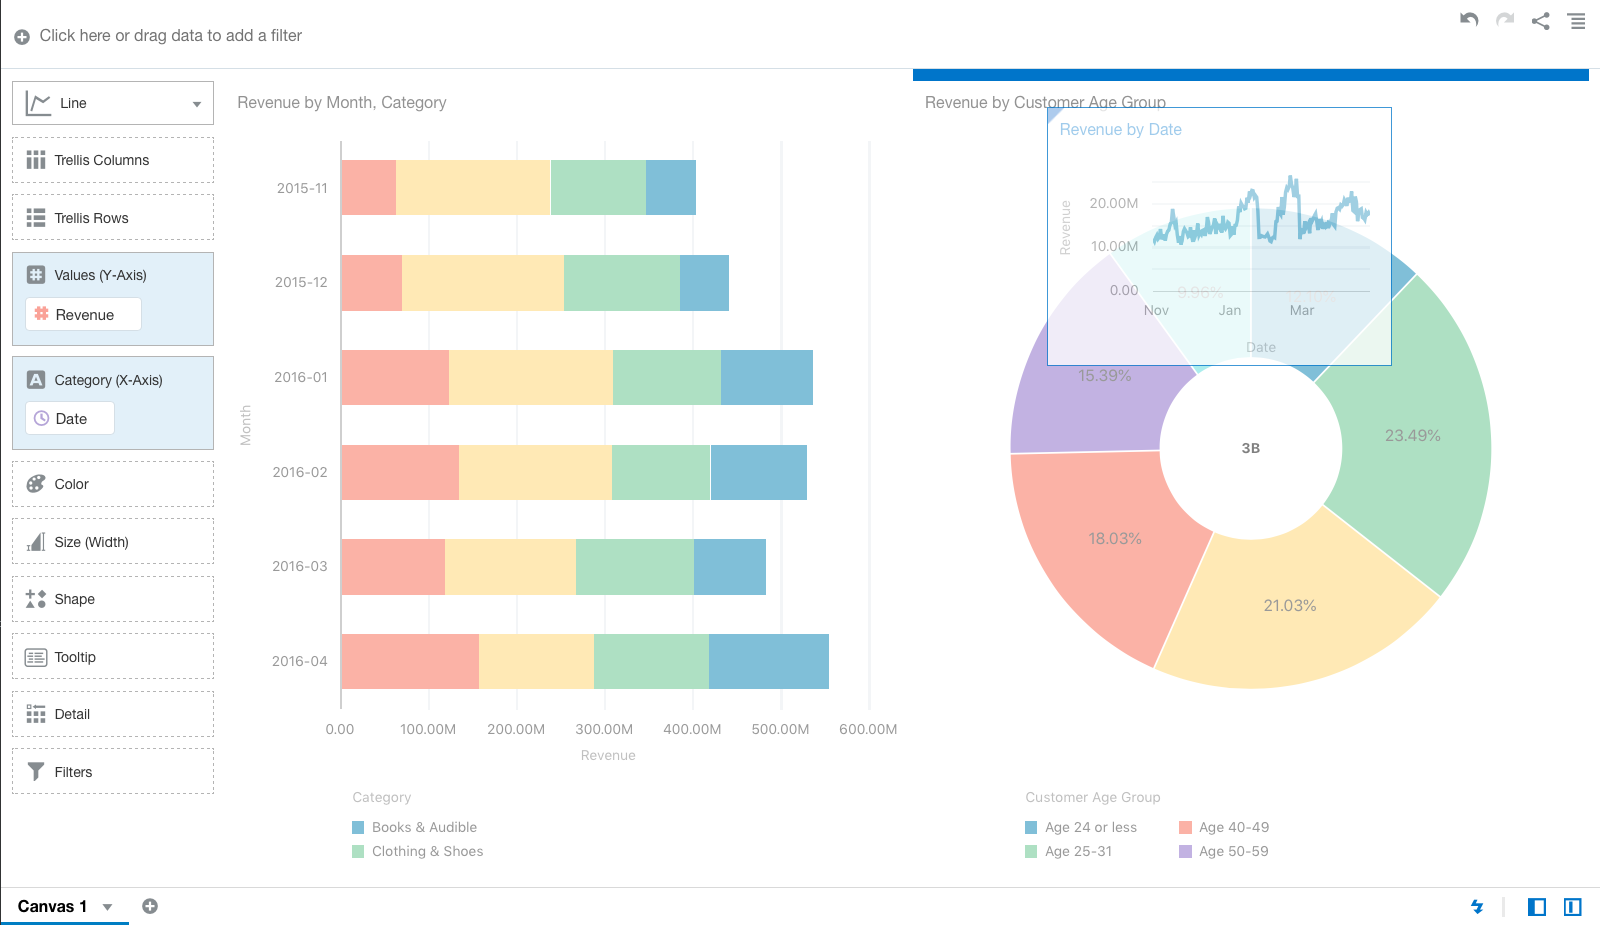 Click here or drag data to add a filter
Line
Trellis Columns
Trellis Rows
Values (Y-Axis)
Revenue
Category (X-Axis)
Date
Color
Size (Width)
Shape
Tooltip
Detail
Filters
Revenue by Month, Category
Month
2015-11
2015-12
2016-01
2016-02
2016-03
2016-04
0.00 100.00M 200.00M 300.00M 400.00M 500.00M 600.00M
Revenue
Category
Books & Audible
Clothing & Shoes
Revenue by Customer Age Group
Revenue by Date
Revenue
20.00M
10.00M
0.00
Nov Jan Mar
Date
9.96%
15.39%
23.49%
3B
18.03%
21.03%
Customer Age Group
Age 24 or less Age 40-49
Age 25-31 Age 50-59
Canvas 1